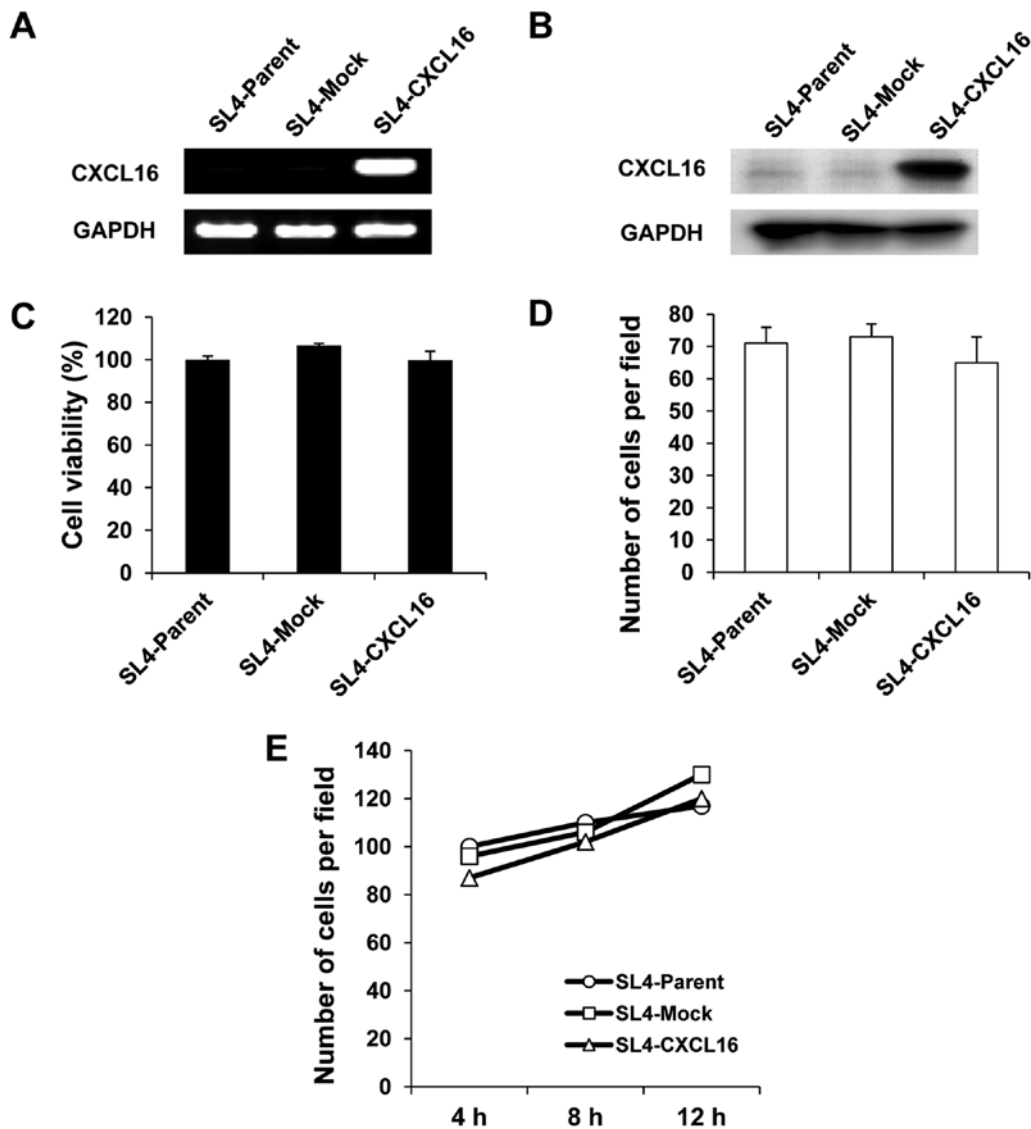 A
SL4-Parent
SL4-Mock
SL4-CXCL16
CXCL16
GAPDH
B
SL4-Parent
SL4-Mock
SL4-CXCL16
CXCL16
GAPDH
C
Cell viability (%)
120
100
80
60
40
20
0
SL4-Parent
SL4-Mock
SL4-CXCL16
D
Number of cells per field
80
70
60
50
40
30
20
10
0
SL4-Parent
SL4-Mock
SL4-CXCL16
E
Number of cells per field
140
120
100
80
60
40
20
0
4 h 8 h 12 h
SL4-Parent
SL4-Mock
SL4-CXCL16